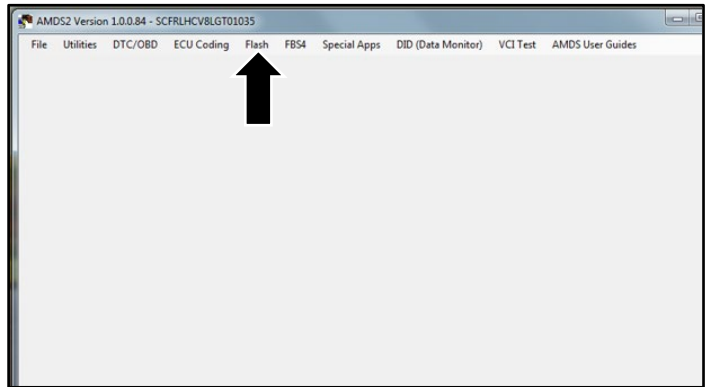 AMDS2 Version 1.0.0.84 - SCFRLHCV8LGT01035
File Utilities DTC/OBD ECU Coding Flash FBS4 Special Apps DID (Data Monitor) VCI Test AMDS User Guides